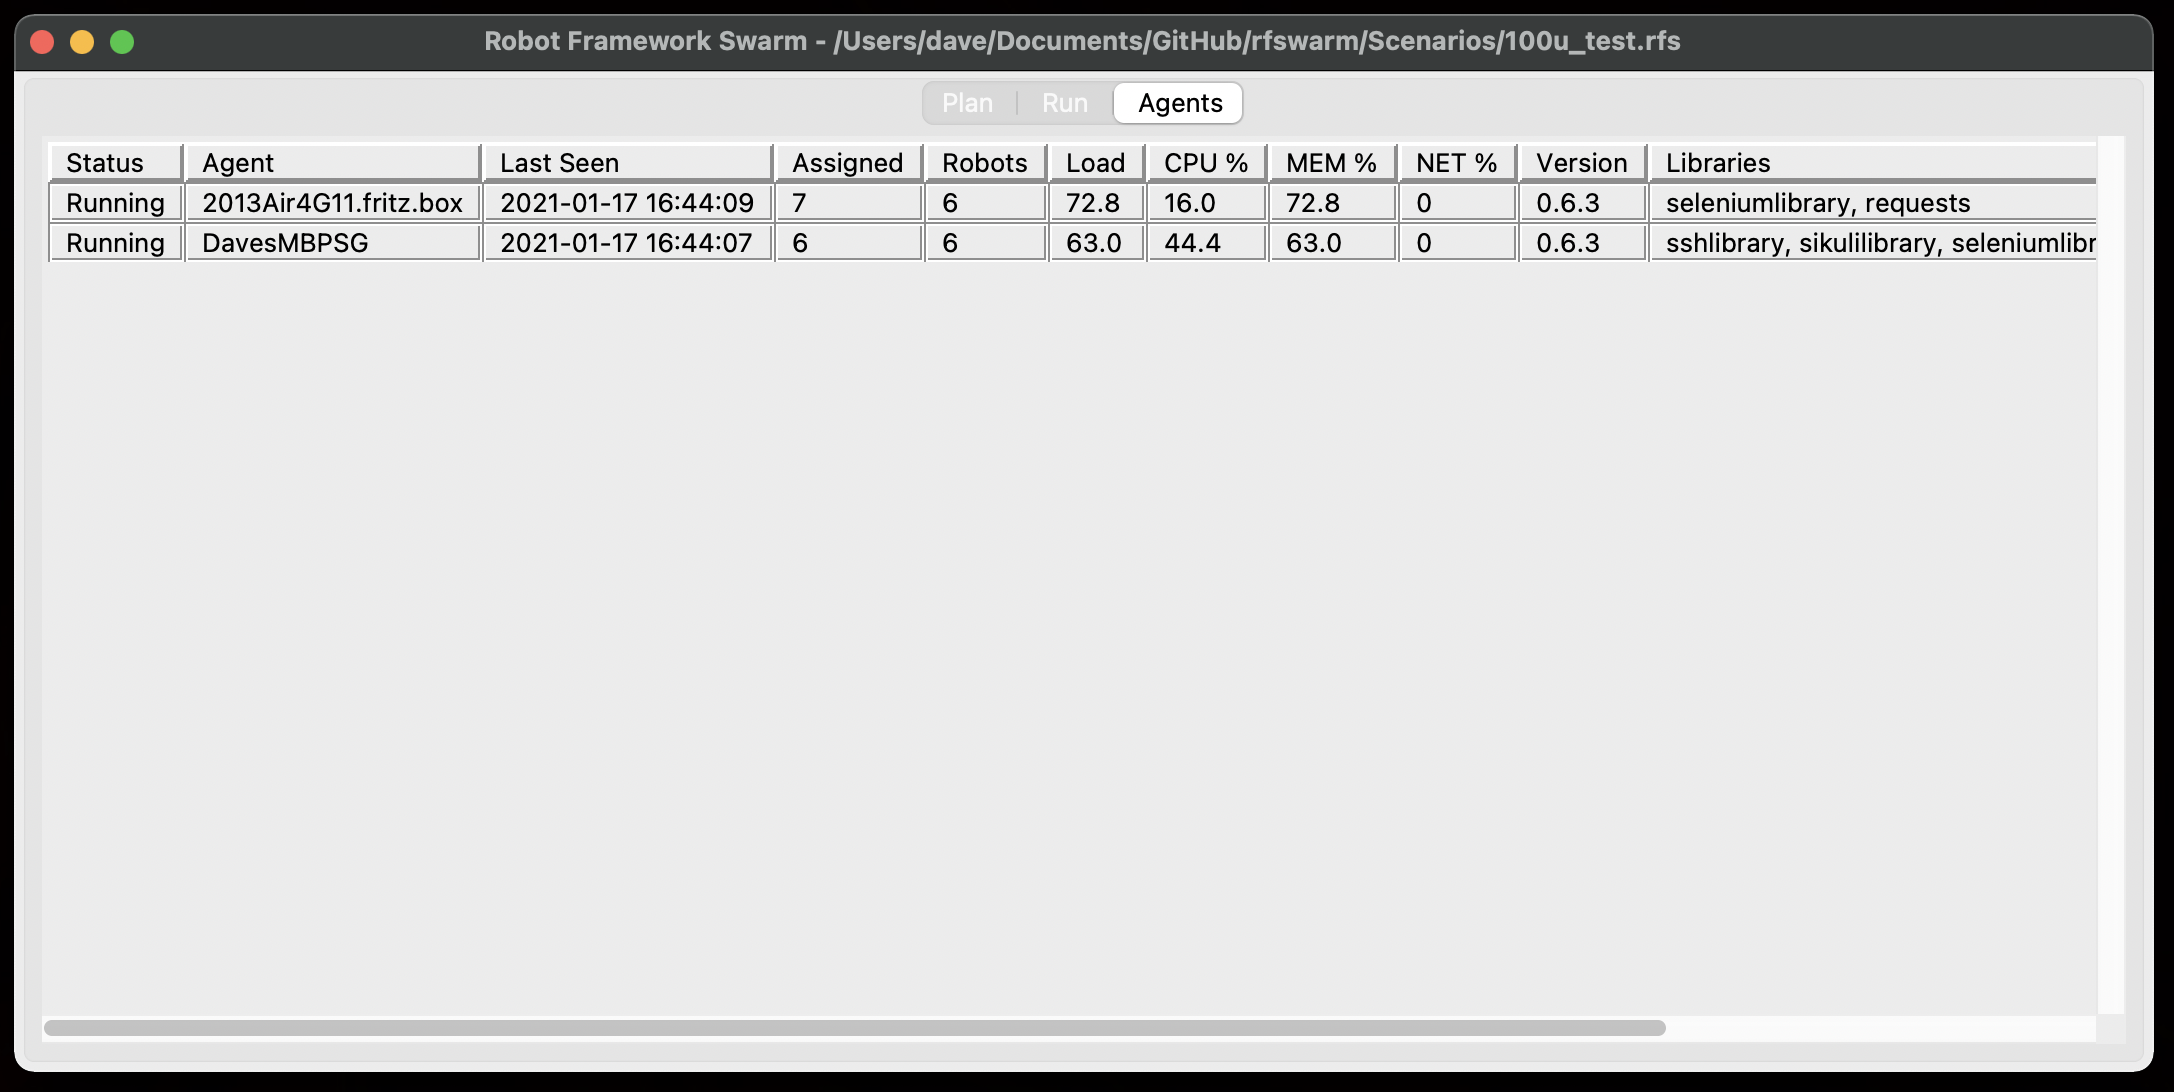 Robot Framework Swarm - /Users/dave/Documents/GitHub/rfswarm/Scenarios/100u_test.rfs
Plan Run Agents
Status Agent Last Seen Assigned Robots Load CPU % MEM % NET % Version Libraries
Running 2013Air4G11.fritz.box 2021-01-17 16:44:09 7 6 72.8 16.0 72.8 0 0.6.3 seleniumlibrary, requests
Running DavesMBPSG 2021-01-17 16:44:07 6 6 63.0 44.4 63.0 0 0.6.3 sshlibrary, sikulilibrary, seleniumlibr